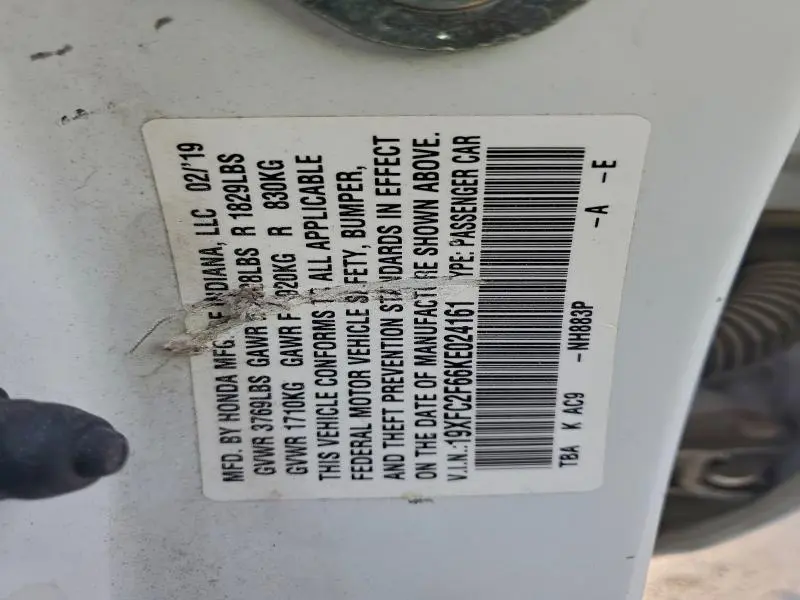 MFD. BY HONDA MFG. OF INDIANA, LLC 02/'19
GVWR 3769LBS GAWR R 1829LBS
GVWR 1710KG GAWR F 920KG R 830KG
THIS VEHICLE CONFORMS TO ALL APPLICABLE
FEDERAL MOTOR VEHICLE SAFETY, BUMPER,
AND THEFT PREVENTION STANDARDS IN EFFECT
ON THE DATE OF MANUFACTURE SHOWN ABOVE.
V.I.N.:19XFC2F66KE024161 TYPE: PASSENGER CAR
TBA K AC9 -NH883P -A -E